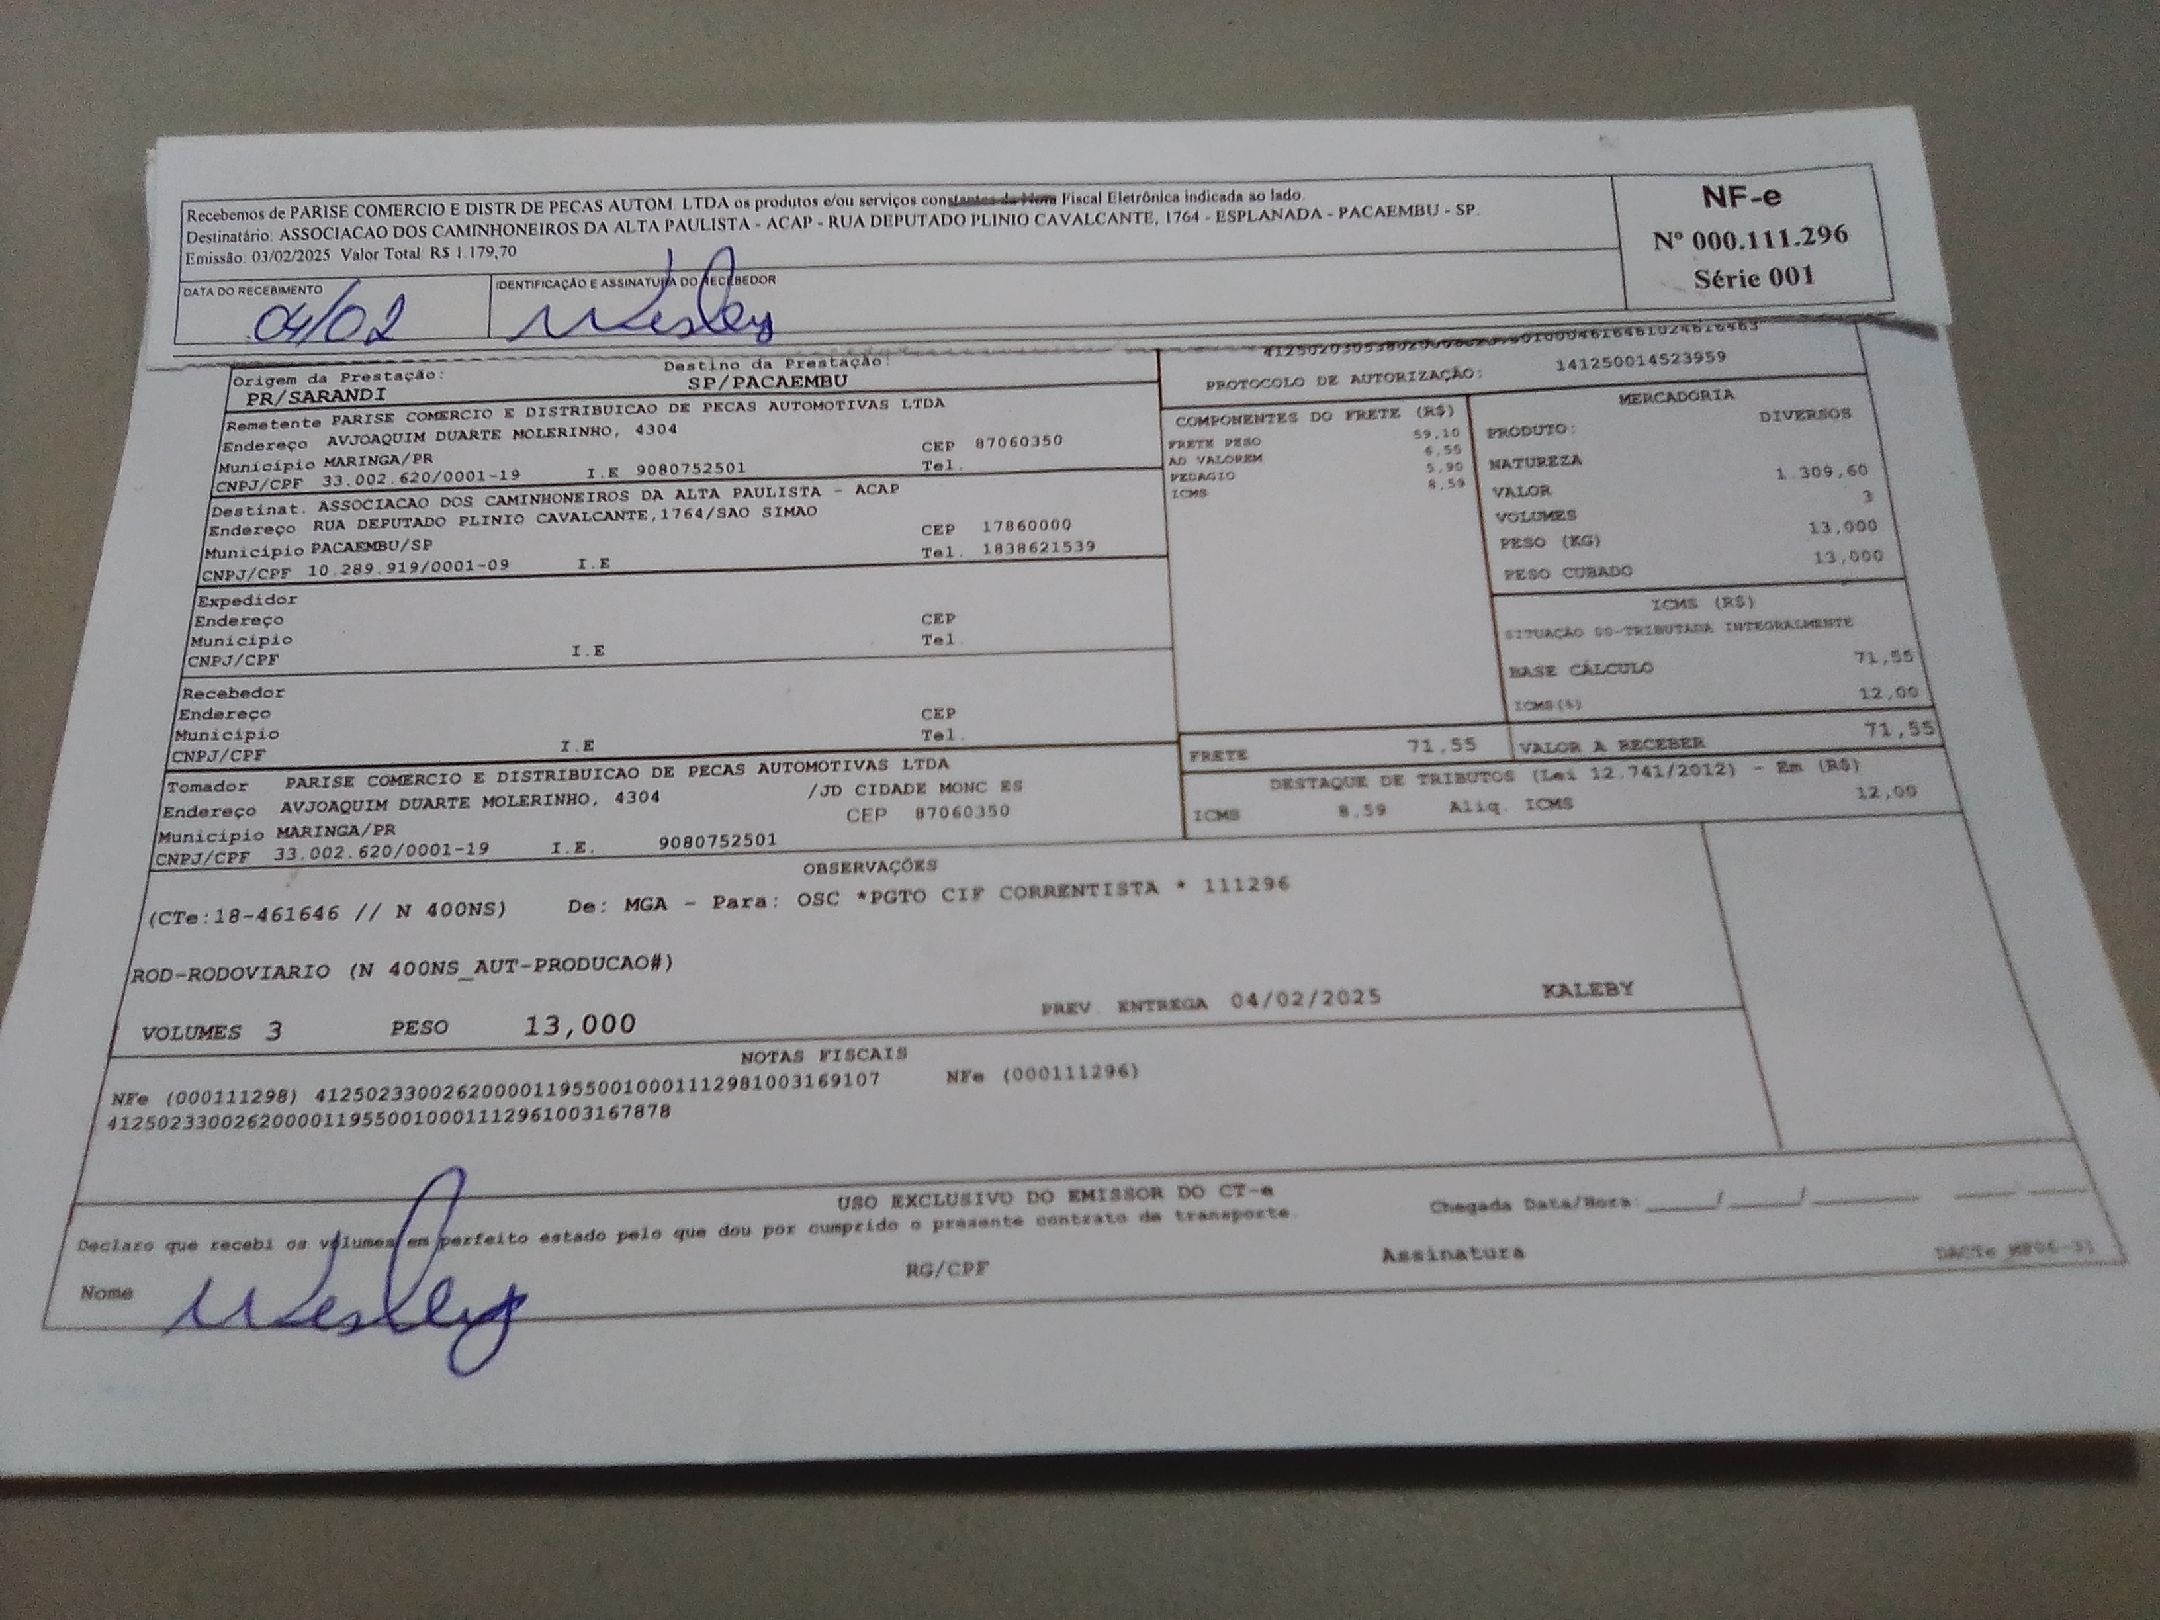 Recebemos de PARISE COMERCIO E DISTR DE PECAS AUTOM. LTDA os produtos e/ou serviços constantes da Nota Fiscal Eletrônica indicada ao lado.
Destinatário: ASSOCIACAO DOS CAMINHONEIROS DA ALTA PAULISTA - ACAP - RUA DEPUTADO PLINIO CAVALCANTE, 1764 - ESPLANADA - PACAEMBU - SP.
Emissão: 03/02/2025 Valor Total: R$ 1.179,70
NF-e
Nº 000.111.296
Série 001
DATA DO RECEBIMENTO
04/02
IDENTIFICAÇÃO E ASSINATURA DO RECEBEDOR
Wesley
Origem da Prestação:
PR/SARANDI
Destino da Prestação:
SP/PACAEMBU
PROTOCOLO DE AUTORIZAÇÃO: 141250014523959
Remetente PARISE COMERCIO E DISTRIBUICAO DE PECAS AUTOMOTIVAS LTDA
Endereço AVJOAQUIM DUARTE MOLERINHO, 4304
CEP 87060350
Município MARINGA/PR
Tel.
CNPJ/CPF 33.002.620/0001-19 I.E 9080752501
Destinat. ASSOCIACAO DOS CAMINHONEIROS DA ALTA PAULISTA - ACAP
Endereço RUA DEPUTADO PLINIO CAVALCANTE,1764/SAO SIMAO
CEP 17860000
Município PACAEMBU/SP
Tel. 1838621539
CNPJ/CPF 10.289.919/0001-09 I.E
Expedidor
Endereço CEP
Município Tel.
CNPJ/CPF I.E
Recebedor
Endereço CEP
Município Tel.
CNPJ/CPF I.E
Tomador PARISE COMERCIO E DISTRIBUICAO DE PECAS AUTOMOTIVAS LTDA
Endereço AVJOAQUIM DUARTE MOLERINHO, 4304 /JD CIDADE MONC ES
Município MARINGA/PR CEP 87060350
CNPJ/CPF 33.002.620/0001-19 I.E. 9080752501
COMPONENTES DO FRETE (R$)
FRETE PESO 59,10
AD VALOREM 6,55
PEDAGIO 5,90
ICMS 8,59
MERCADORIA
PRODUTO: DIVERSOS
NATUREZA
VALOR 1.309,60
VOLUMES 3
PESO (KG) 13,000
PESO CUBADO 13,000
ICMS (R$)
SITUAÇÃO 00-TRIBUTADA INTEGRALMENTE
BASE CÁLCULO 71,55
ICMS(%) 12,00
FRETE 71,55
VALOR A RECEBER 71,55
DESTAQUE DE TRIBUTOS (Lei 12.741/2012) - Em (R$)
ICMS 8,59 Aliq. ICMS 12,00
OBSERVAÇÕES
(CTe:18-461646 // N 400NS) De: MGA - Para: OSC *PGTO CIF CORRENTISTA * 111296
ROD-RODOVIARIO (N 400NS_AUT-PRODUCAO#)
VOLUMES 3 PESO 13,000
PREV. ENTREGA 04/02/2025 KALEBY
NOTAS FISCAIS
NFe (000111298) 41250233002620000119550010001112981003169107 NFe (000111296)
41250233002620000119550010001112961003167878
USO EXCLUSIVO DO EMISSOR DO CT-e
Declaro que recebi os volumes em perfeito estado pelo que dou por cumprido o presente contrato de transporte.
Chegada Data/Hora: ____/____/______ ____ ____
Nome Wesley
RG/CPF
Assinatura